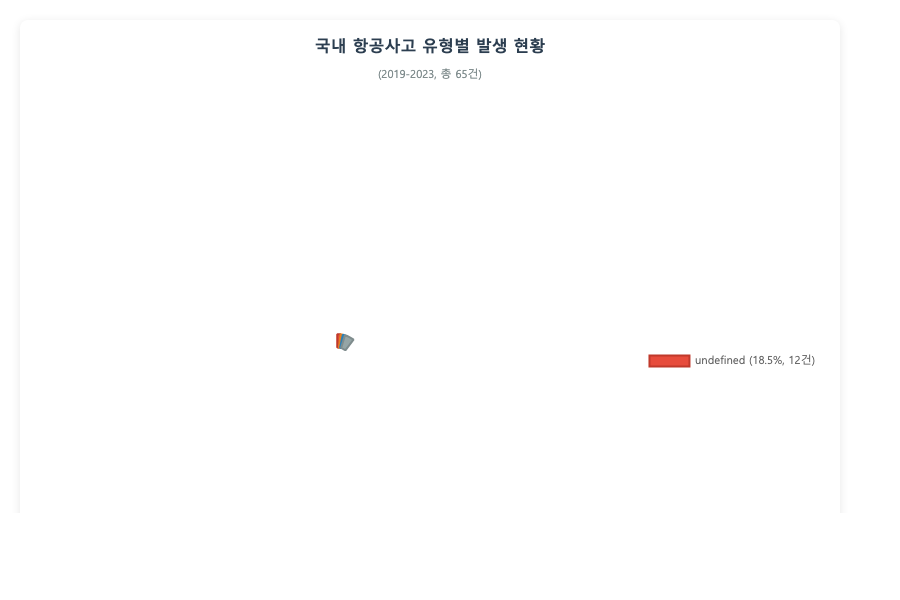 국내 항공사고 유형별 발생 현황
(2019-2023, 총 65건)
undefined (18.5%, 12건)